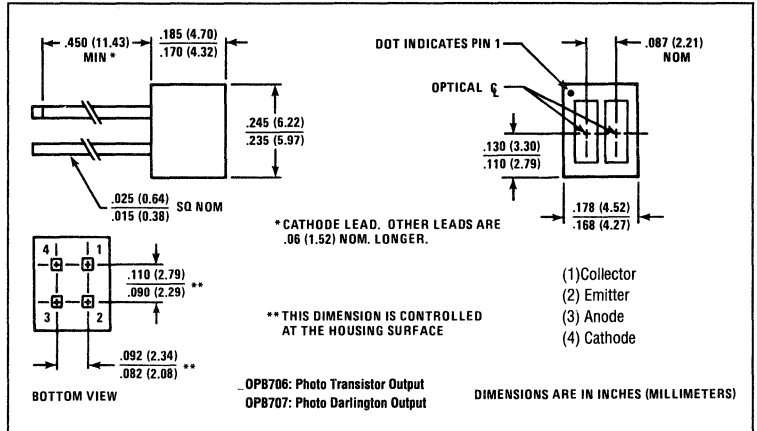 .450 (11.43)
MIN *
.185 (4.70)
.170 (4.32)
DOT INDICATES PIN 1
.087 (2.21)
NOM
OPTICAL ℄
.245 (6.22)
.235 (5.97)
.130 (3.30)
.110 (2.79)
.025 (0.64)
.015 (0.38)
SQ NOM
.178 (4.52)
.168 (4.27)
* CATHODE LEAD. OTHER LEADS ARE
.06 (1.52) NOM. LONGER.
4 1
.110 (2.79)
.090 (2.29) **
3 2
(1)Collector
(2) Emitter
(3) Anode
(4) Cathode
** THIS DIMENSION IS CONTROLLED
AT THE HOUSING SURFACE
.092 (2.34)
.082 (2.08) **
BOTTOM VIEW
OPB706: Photo Transistor Output
OPB707: Photo Darlington Output
DIMENSIONS ARE IN INCHES (MILLIMETERS)